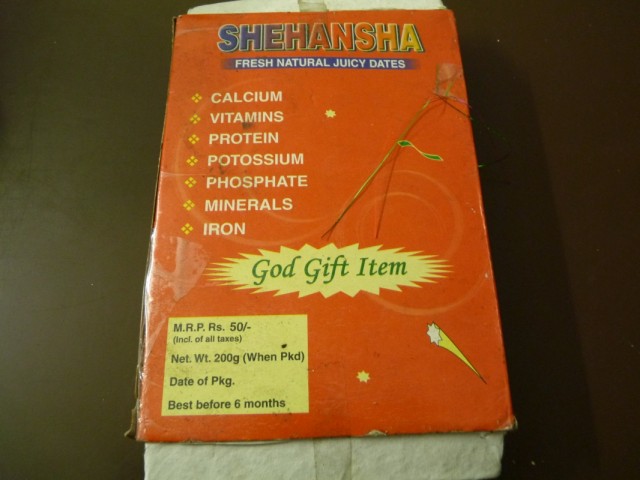 SHEHANSHA
FRESH NATURAL JUICY DATES
CALCIUM
VITAMINS
PROTEIN
POTOSSIUM
PHOSPHATE
MINERALS
IRON
God Gift Item
M.R.P. Rs. 50/-
(Incl. of all taxes)
Net. Wt. 200g (When Pkd)
Date of Pkg.
Best before 6 months